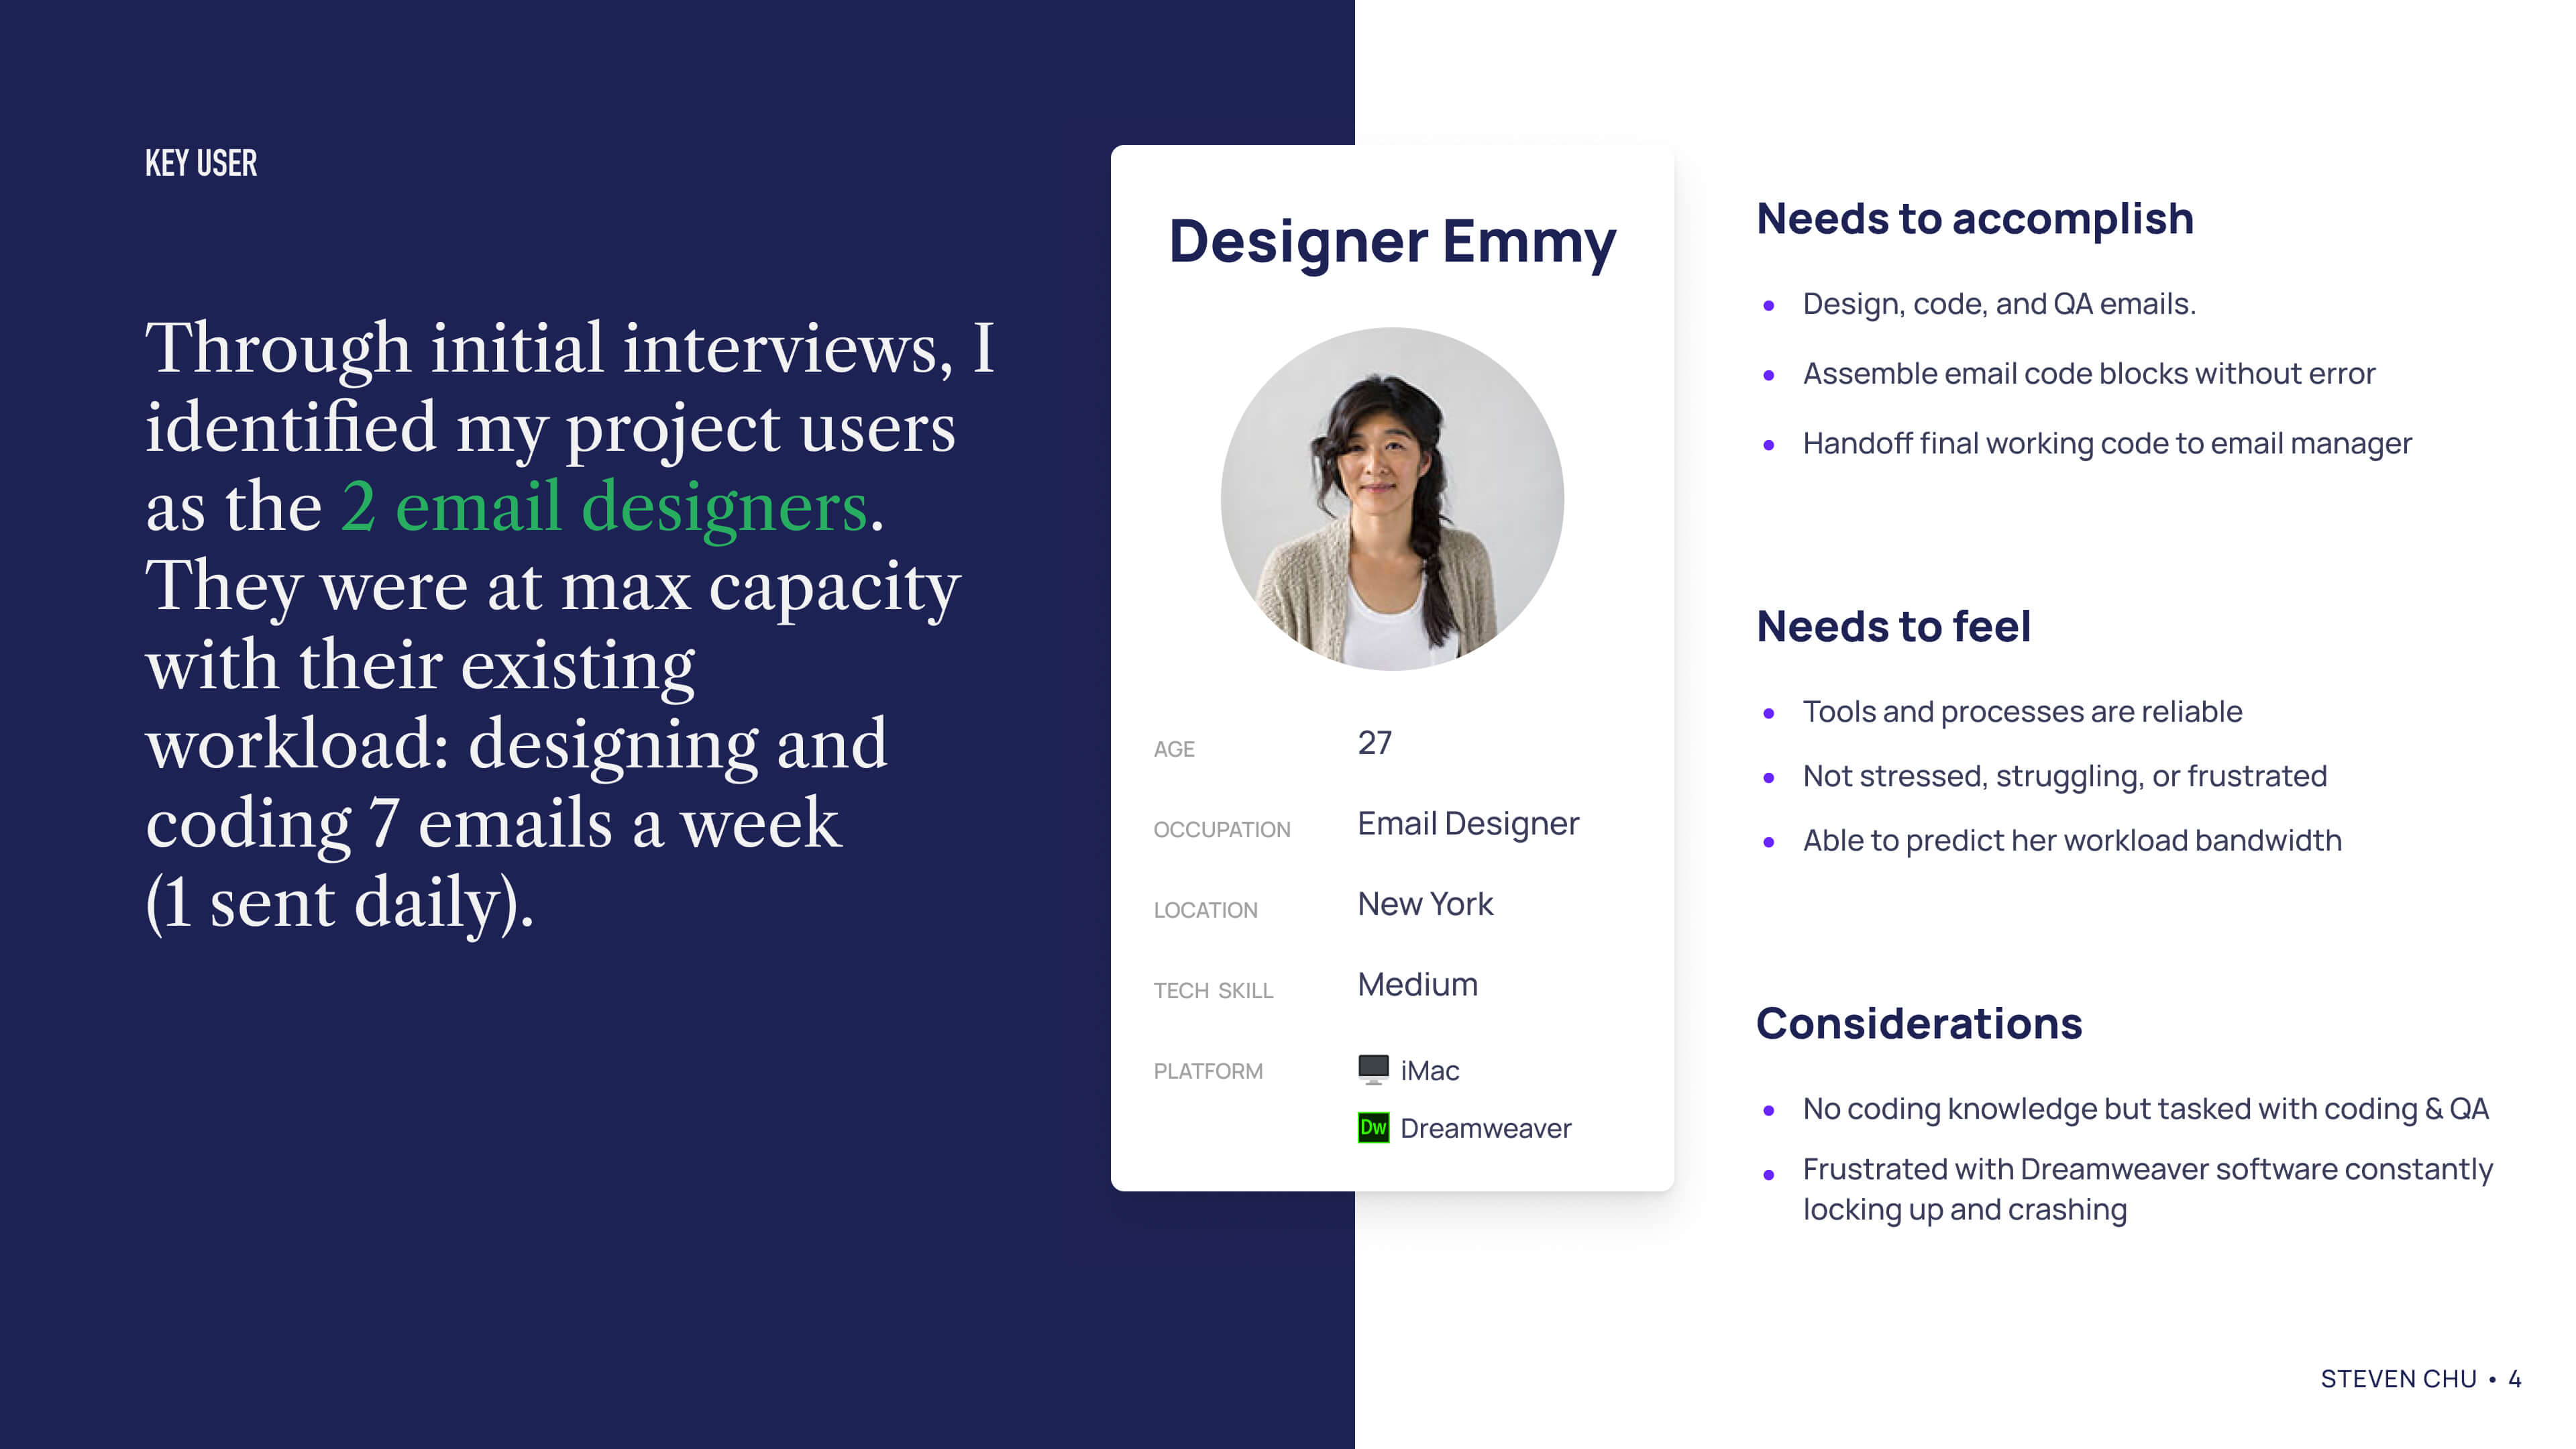 KEY USER
Through initial interviews, I
identified my project users
as the 2 email designers.
They were at max capacity
with their existing
workload: designing and
coding 7 emails a week
(1 sent daily).
Designer Emmy
AGE 27
OCCUPATION Email Designer
LOCATION New York
TECH SKILL Medium
PLATFORM iMac
Dw Dreamweaver
Needs to accomplish
• Design, code, and QA emails.
• Assemble email code blocks without error
• Handoff final working code to email manager
Needs to feel
• Tools and processes are reliable
• Not stressed, struggling, or frustrated
• Able to predict her workload bandwidth
Considerations
• No coding knowledge but tasked with coding & QA
• Frustrated with Dreamweaver software constantly
locking up and crashing
STEVEN CHU • 4